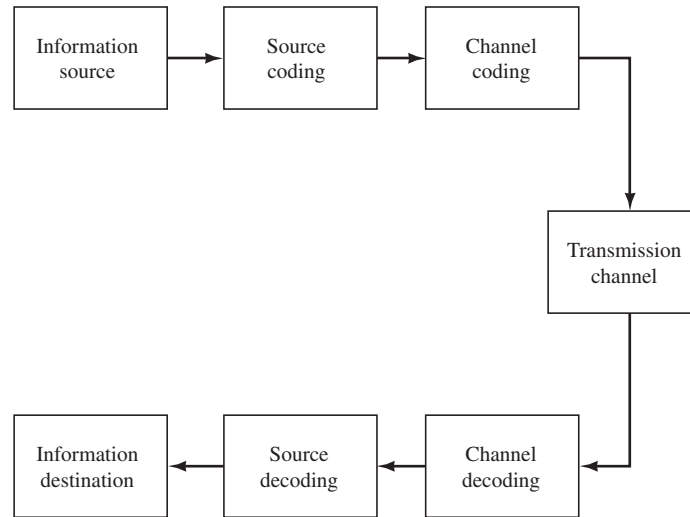 Information
source
Source
coding
Channel
coding
Transmission
channel
Information
destination
Source
decoding
Channel
decoding